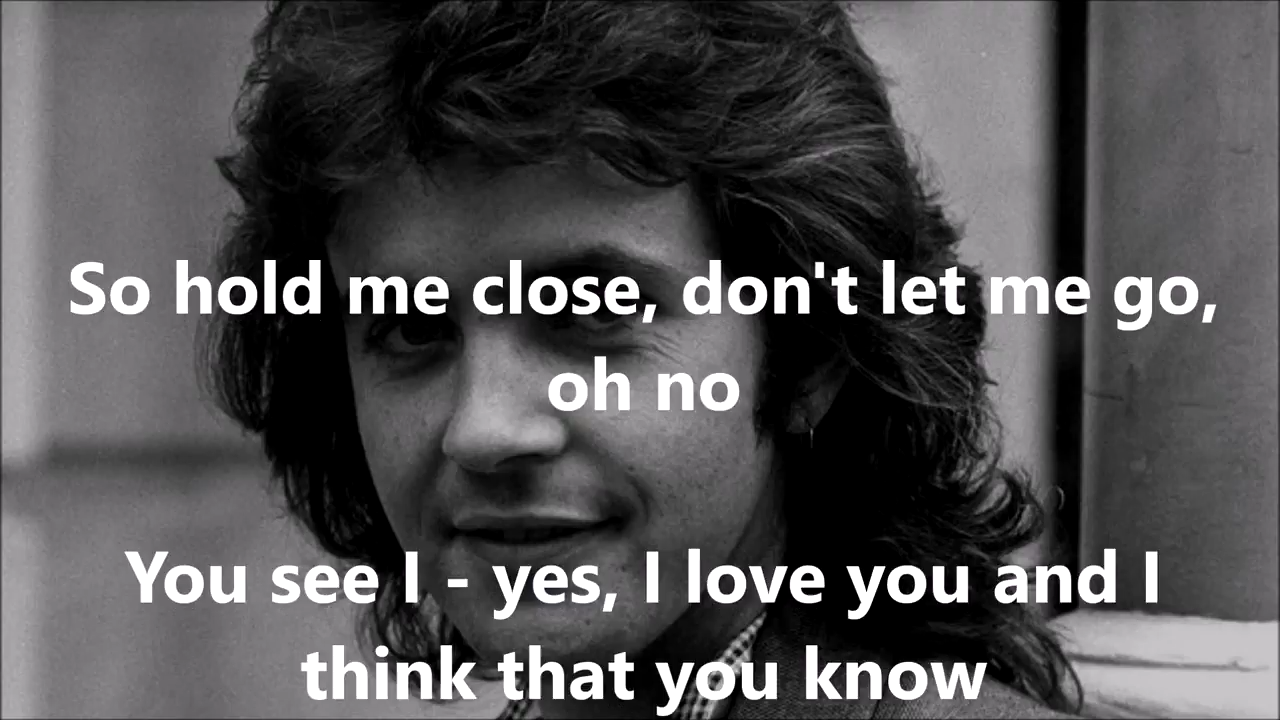 So hold me close, don't let me go,
oh no
You see I - yes, I love you and I
think that you know